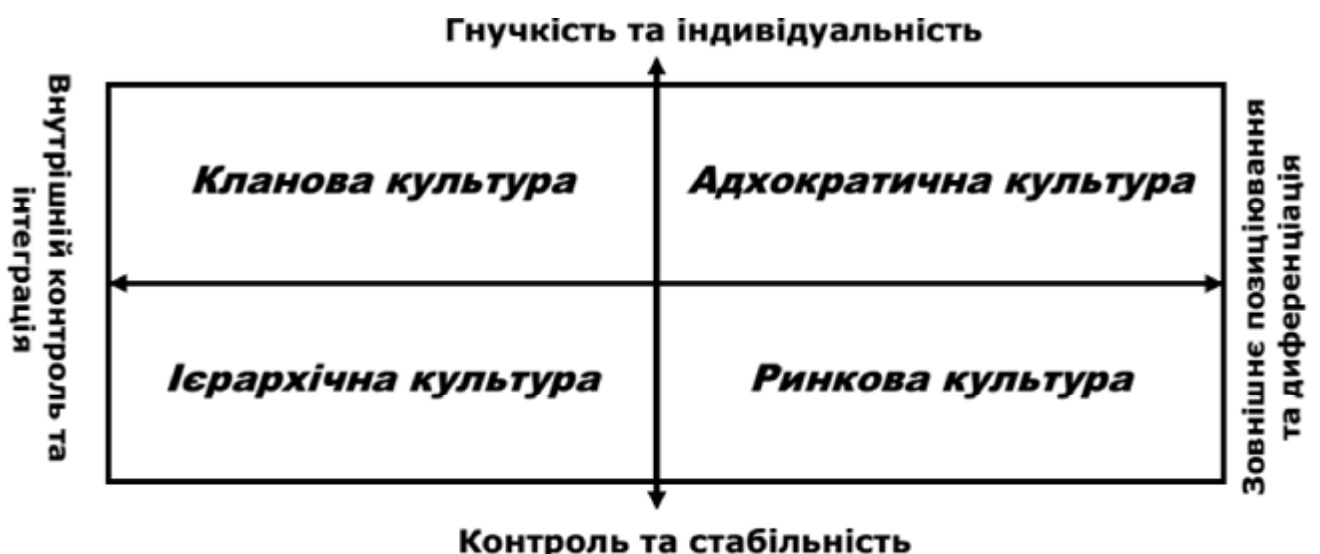 Гнучкість та індивідуальність
Внутрішній контроль та
інтеграція
Кланова культура
Адхократична культура
Ієрархічна культура
Ринкова культура
Зовнішнє позиціювання
та диференціація
Контроль та стабільність